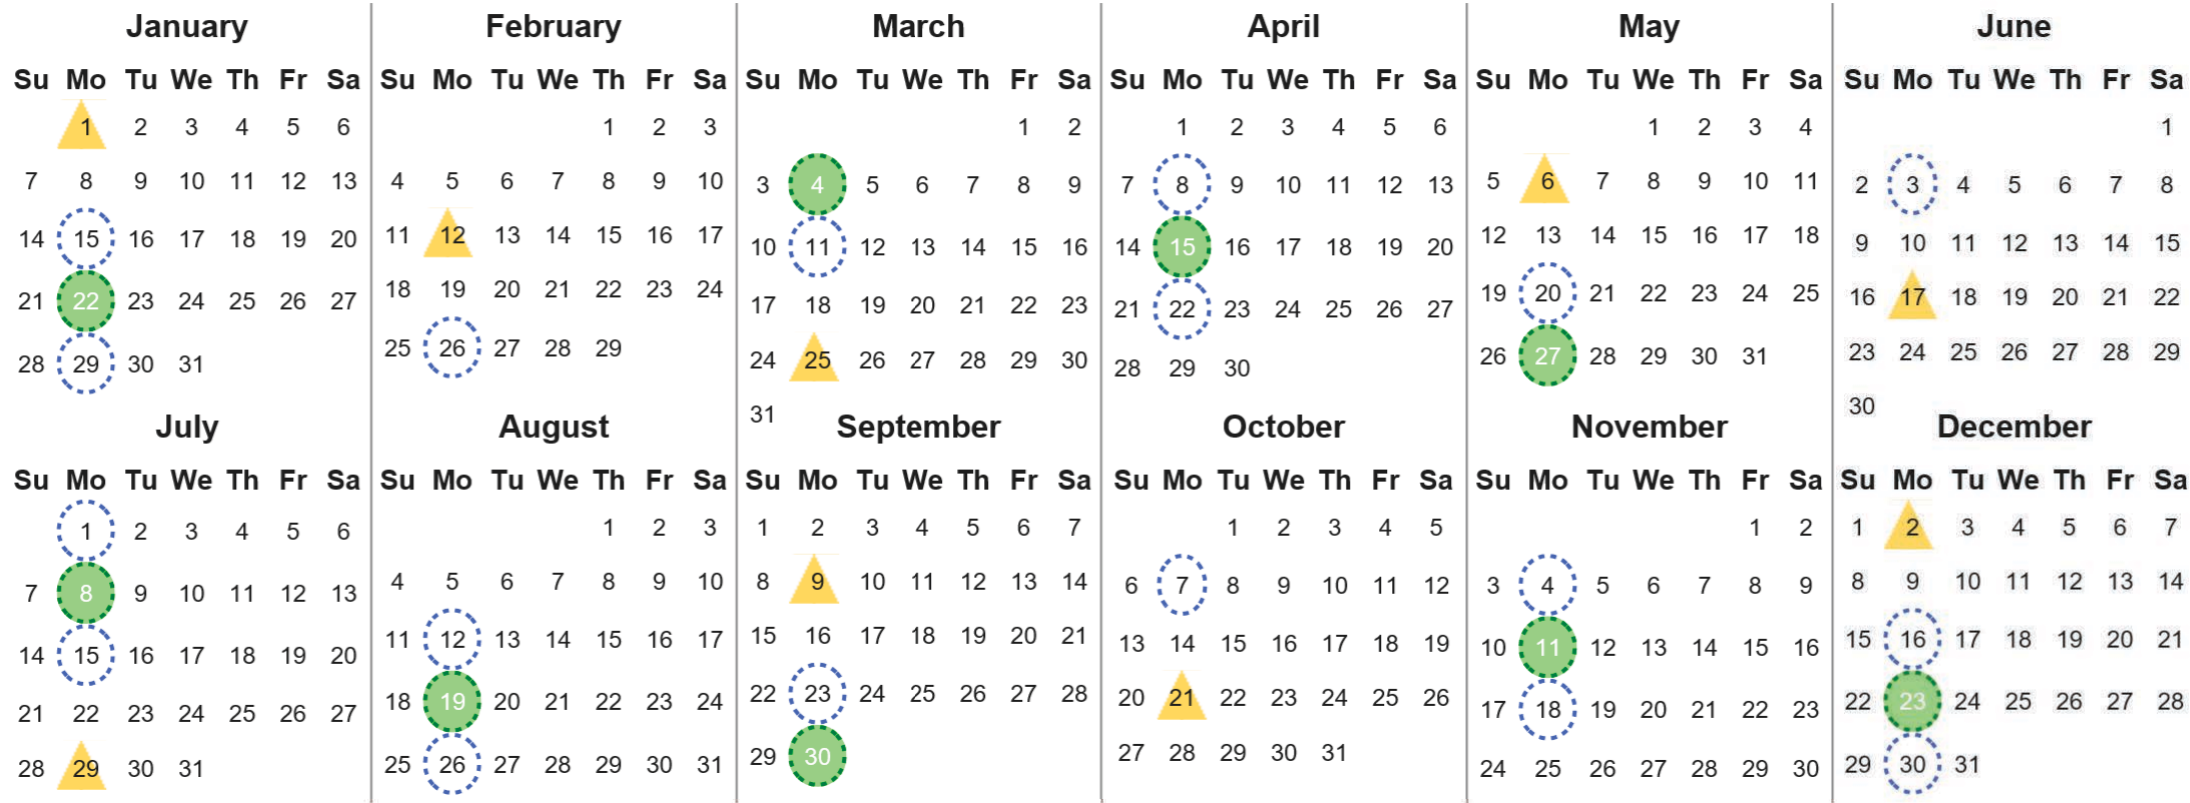 January
Su Mo Tu We Th Fr Sa
1 2 3 4 5 6
7 8 9 10 11 12 13
14 15 16 17 18 19 20
21 22 23 24 25 26 27
28 29 30 31
February
Su Mo Tu We Th Fr Sa
1 2 3
4 5 6 7 8 9 10
11 12 13 14 15 16 17
18 19 20 21 22 23 24
25 26 27 28 29
March
Su Mo Tu We Th Fr Sa
1 2
3 4 5 6 7 8 9
10 11 12 13 14 15 16
17 18 19 20 21 22 23
24 25 26 27 28 29 30
31
April
Su Mo Tu We Th Fr Sa
1 2 3 4 5 6
7 8 9 10 11 12 13
14 15 16 17 18 19 20
21 22 23 24 25 26 27
28 29 30
May
Su Mo Tu We Th Fr Sa
1 2 3 4
5 6 7 8 9 10 11
12 13 14 15 16 17 18
19 20 21 22 23 24 25
26 27 28 29 30 31
June
Su Mo Tu We Th Fr Sa
1
2 3 4 5 6 7 8
9 10 11 12 13 14 15
16 17 18 19 20 21 22
23 24 25 26 27 28 29
30
July
Su Mo Tu We Th Fr Sa
1 2 3 4 5 6
7 8 9 10 11 12 13
14 15 16 17 18 19 20
21 22 23 24 25 26 27
28 29 30 31
August
Su Mo Tu We Th Fr Sa
1 2 3
4 5 6 7 8 9 10
11 12 13 14 15 16 17
18 19 20 21 22 23 24
25 26 27 28 29 30 31
September
Su Mo Tu We Th Fr Sa
1 2 3 4 5 6 7
8 9 10 11 12 13 14
15 16 17 18 19 20 21
22 23 24 25 26 27 28
29 30
October
Su Mo Tu We Th Fr Sa
1 2 3 4 5
6 7 8 9 10 11 12
13 14 15 16 17 18 19
20 21 22 23 24 25 26
27 28 29 30 31
November
Su Mo Tu We Th Fr Sa
1 2
3 4 5 6 7 8 9
10 11 12 13 14 15 16
17 18 19 20 21 22 23
24 25 26 27 28 29 30
December
Su Mo Tu We Th Fr Sa
1 2 3 4 5 6 7
8 9 10 11 12 13 14
15 16 17 18 19 20 21
22 23 24 25 26 27 28
29 30 31